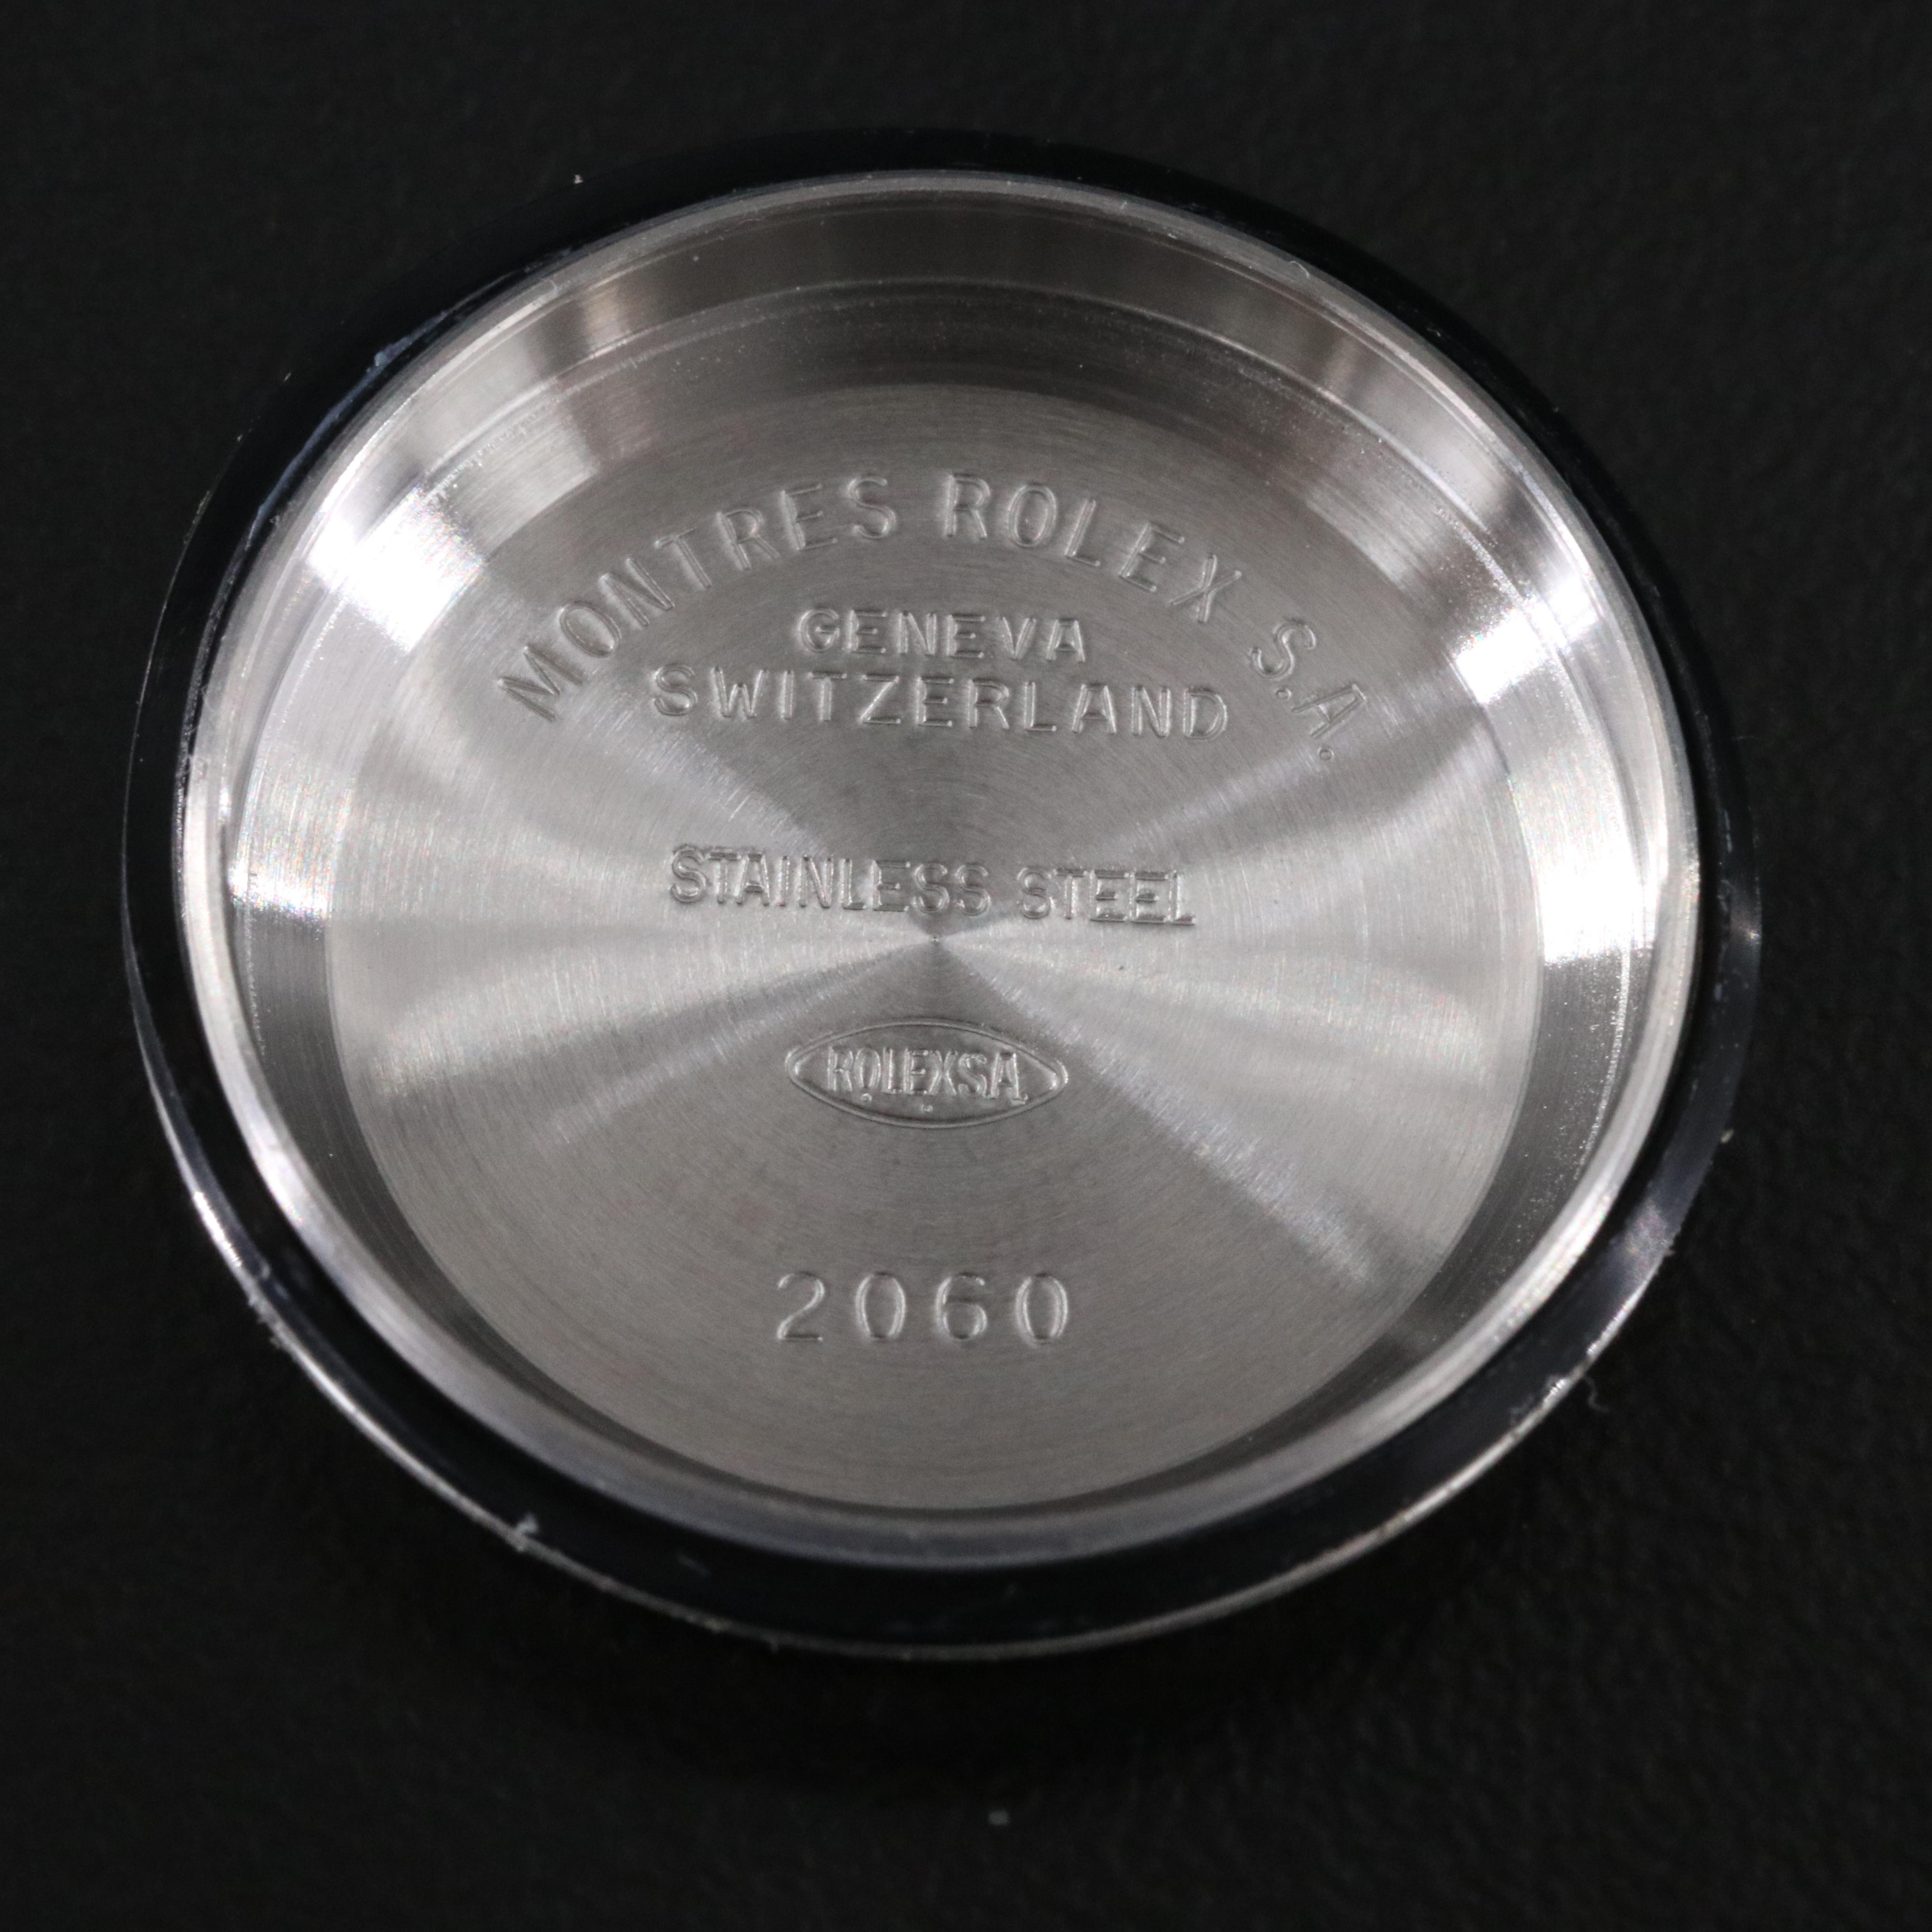 MONTRES ROLEX S.A.
GENEVA
SWITZERLAND
STAINLESS STEEL
ROLEXSA
2060